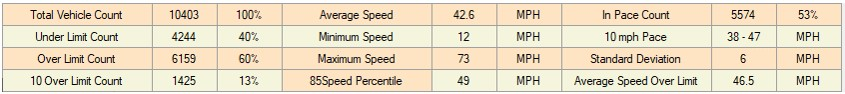 Total Vehicle Count 10403 100% Average Speed 42.6 MPH In Pace Count 5574 53%
Under Limit Count 4244 40% Minimum Speed 12 MPH 10 mph Pace 38 - 47 MPH
Over Limit Count 6159 60% Maximum Speed 73 MPH Standard Deviation 6 MPH
10 Over Limit Count 1425 13% 85Speed Percentile 49 MPH Average Speed Over Limit 46.5 MPH